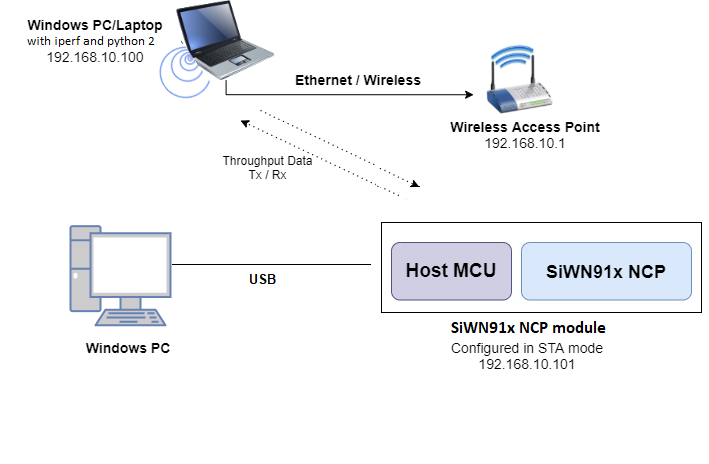 Windows PC/Laptop
with iperf and python 2
192.168.10.100
Ethernet / Wireless
Wireless Access Point
192.168.10.1
Throughput Data
Tx / Rx
Host MCU
SiWN91x NCP
USB
SiWN91x NCP module
Windows PC
Configured in STA mode
192.168.10.101